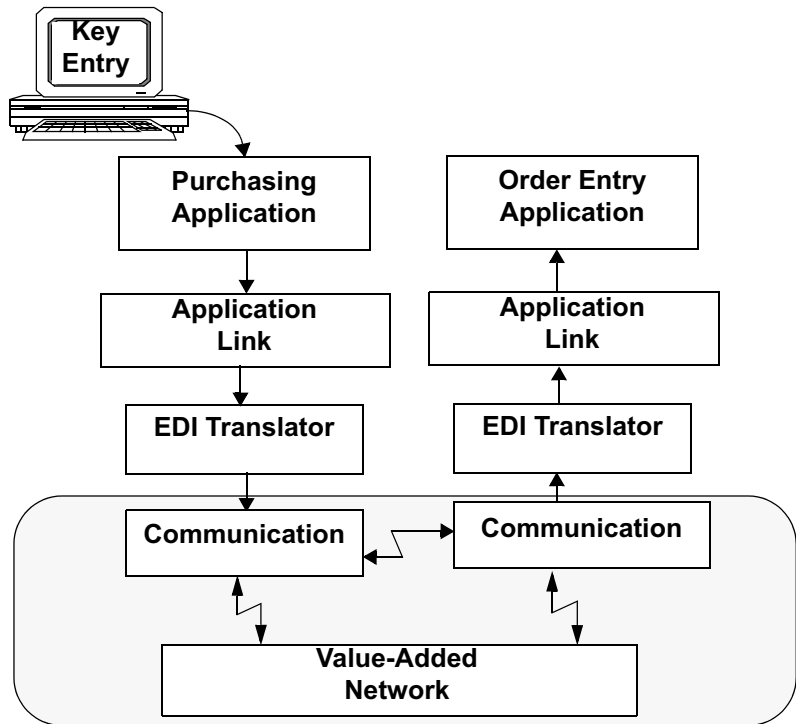 Key
Entry
Purchasing
Application
Order Entry
Application
Application
Link
Application
Link
EDI Translator
EDI Translator
Communication
Communication
Value-Added
Network